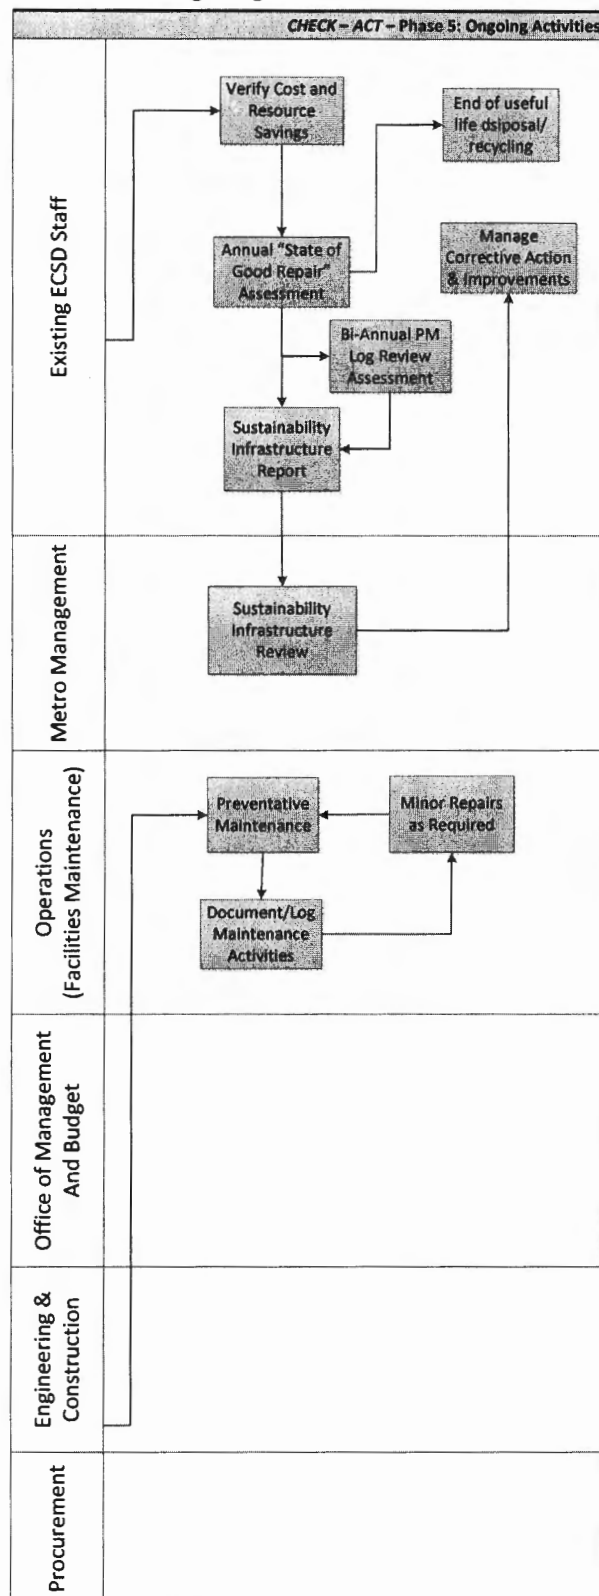 CHECK – ACT – Phase 5: Ongoing Activities
Existing ECSD Staff
Verify Cost and
Resource
Savings
End of useful
life dsiposal/
recycling
Annual "State of
Good Repair"
Assessment
Manage
Corrective Action
& Improvements
Bi-Annual PM
Log Review
Assessment
Sustainability
Infrastructure
Report
Metro Management
Sustainability
Infrastructure
Review
Operations
(Facilities Maintenance)
Preventative
Maintenance
Minor Repairs
as Required
Document/Log
Maintenance
Activities
Office of Management
And Budget
Engineering &
Construction
Procurement